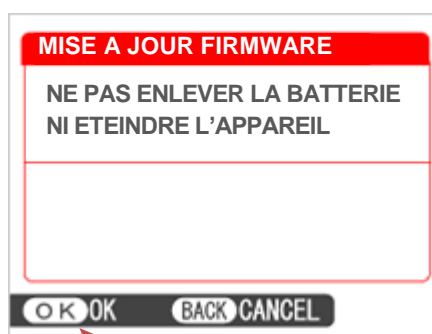 MISE A JOUR FIRMWARE
NE PAS ENLEVER LA BATTERIE
NI ETEINDRE L’APPAREIL
OK OK BACK CANCEL